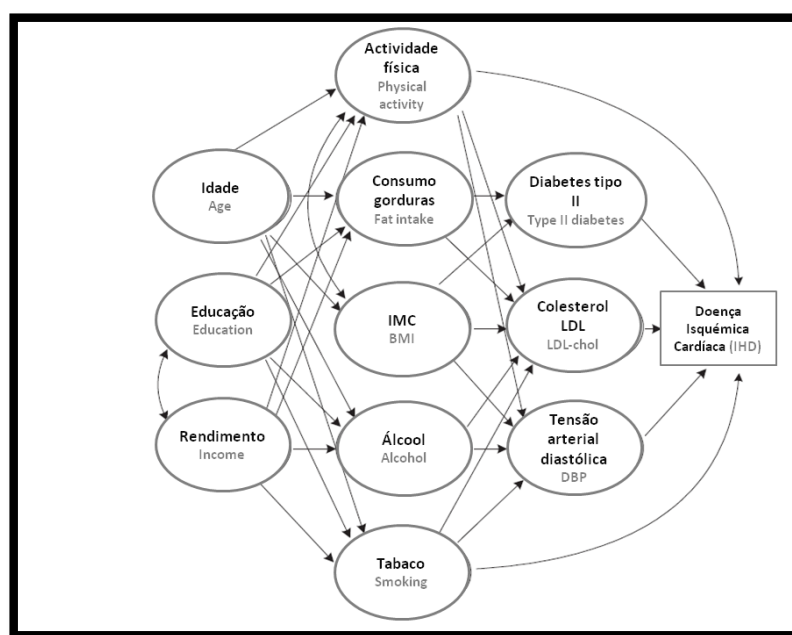 Actividade
física
Physical
activity
Idade
Age
Consumo
gorduras
Fat intake
Diabetes tipo
II
Type II diabetes
Educação
Education
IMC
BMI
Colesterol
LDL
LDL-chol
Doença
Isquémica
Cardíaca (IHD)
Rendimento
Income
Álcool
Alcohol
Tensão
arterial
diastólica
DBP
Tabaco
Smoking